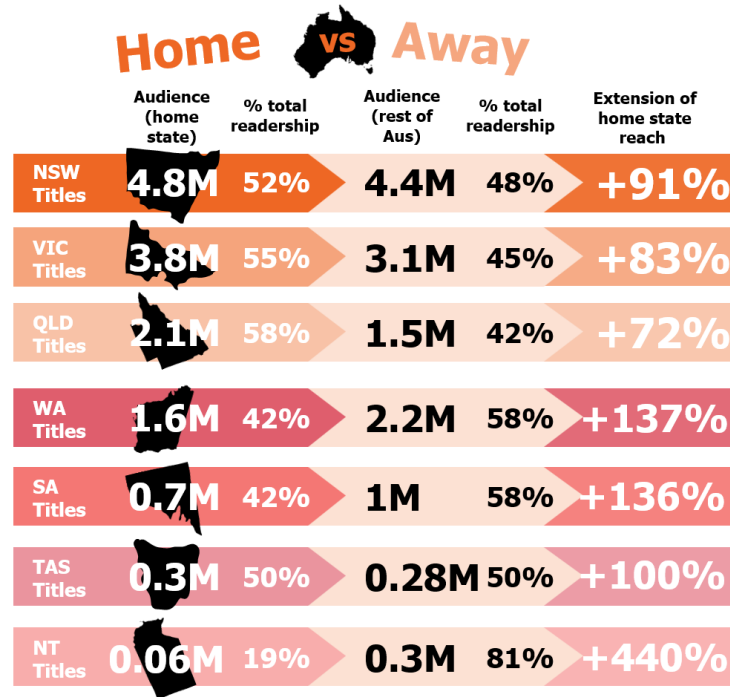 Home vs Away
Audience
(home
state)
% total
readership
Audience
(rest of
Aus)
% total
readership
Extension of
home state
reach
NSW
Titles
4.8M 52% 4.4M 48% +91%
VIC
Titles
3.8M 55% 3.1M 45% +83%
QLD
Titles
2.1M 58% 1.5M 42% +72%
WA
Titles
1.6M 42% 2.2M 58% +137%
SA
Titles
0.7M 42% 1M 58% +136%
TAS
Titles
0.3M 50% 0.28M 50% +100%
NT
Titles
0.06M 19% 0.3M 81% +440%